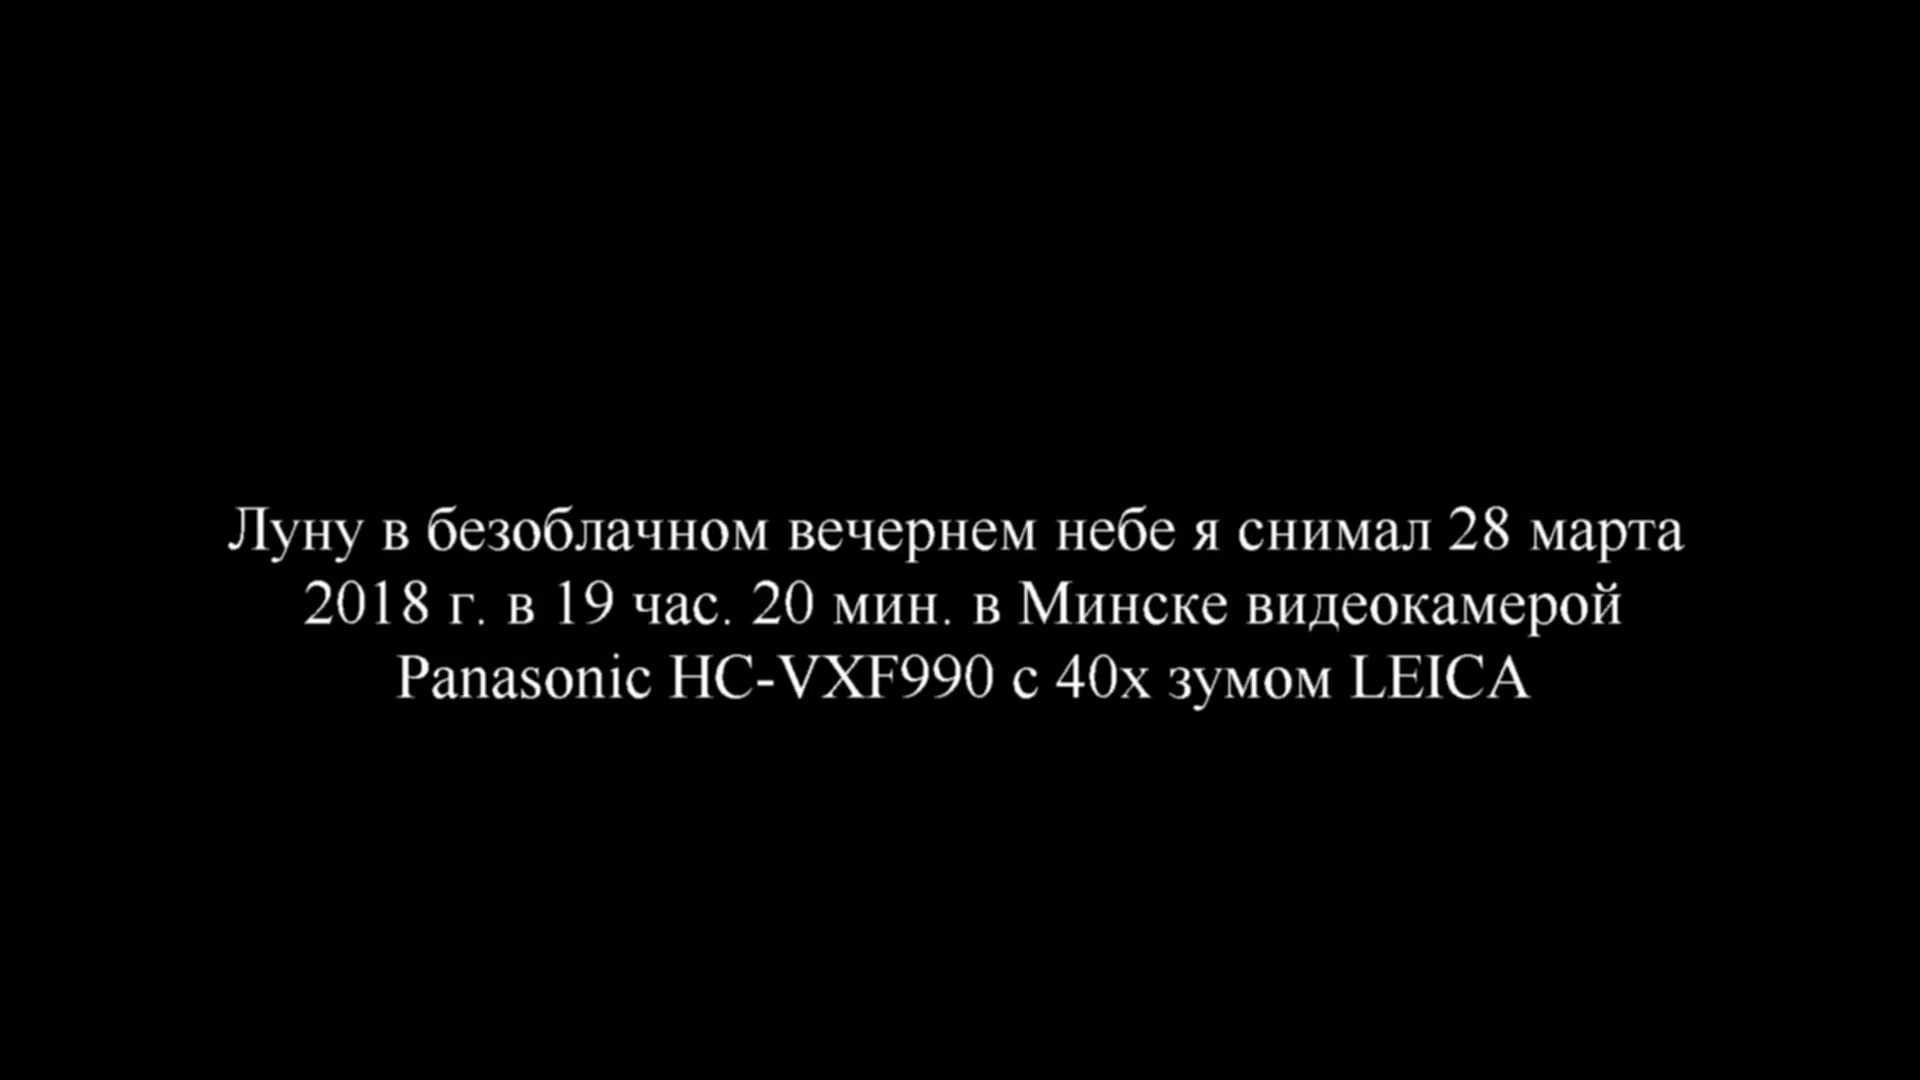 Луну в безоблачном вечернем небе я снимал 28 марта
2018 г. в 19 час. 20 мин. в Минске видеокамерой
Panasonic HC-VXF990 с 40х зумом LEICA